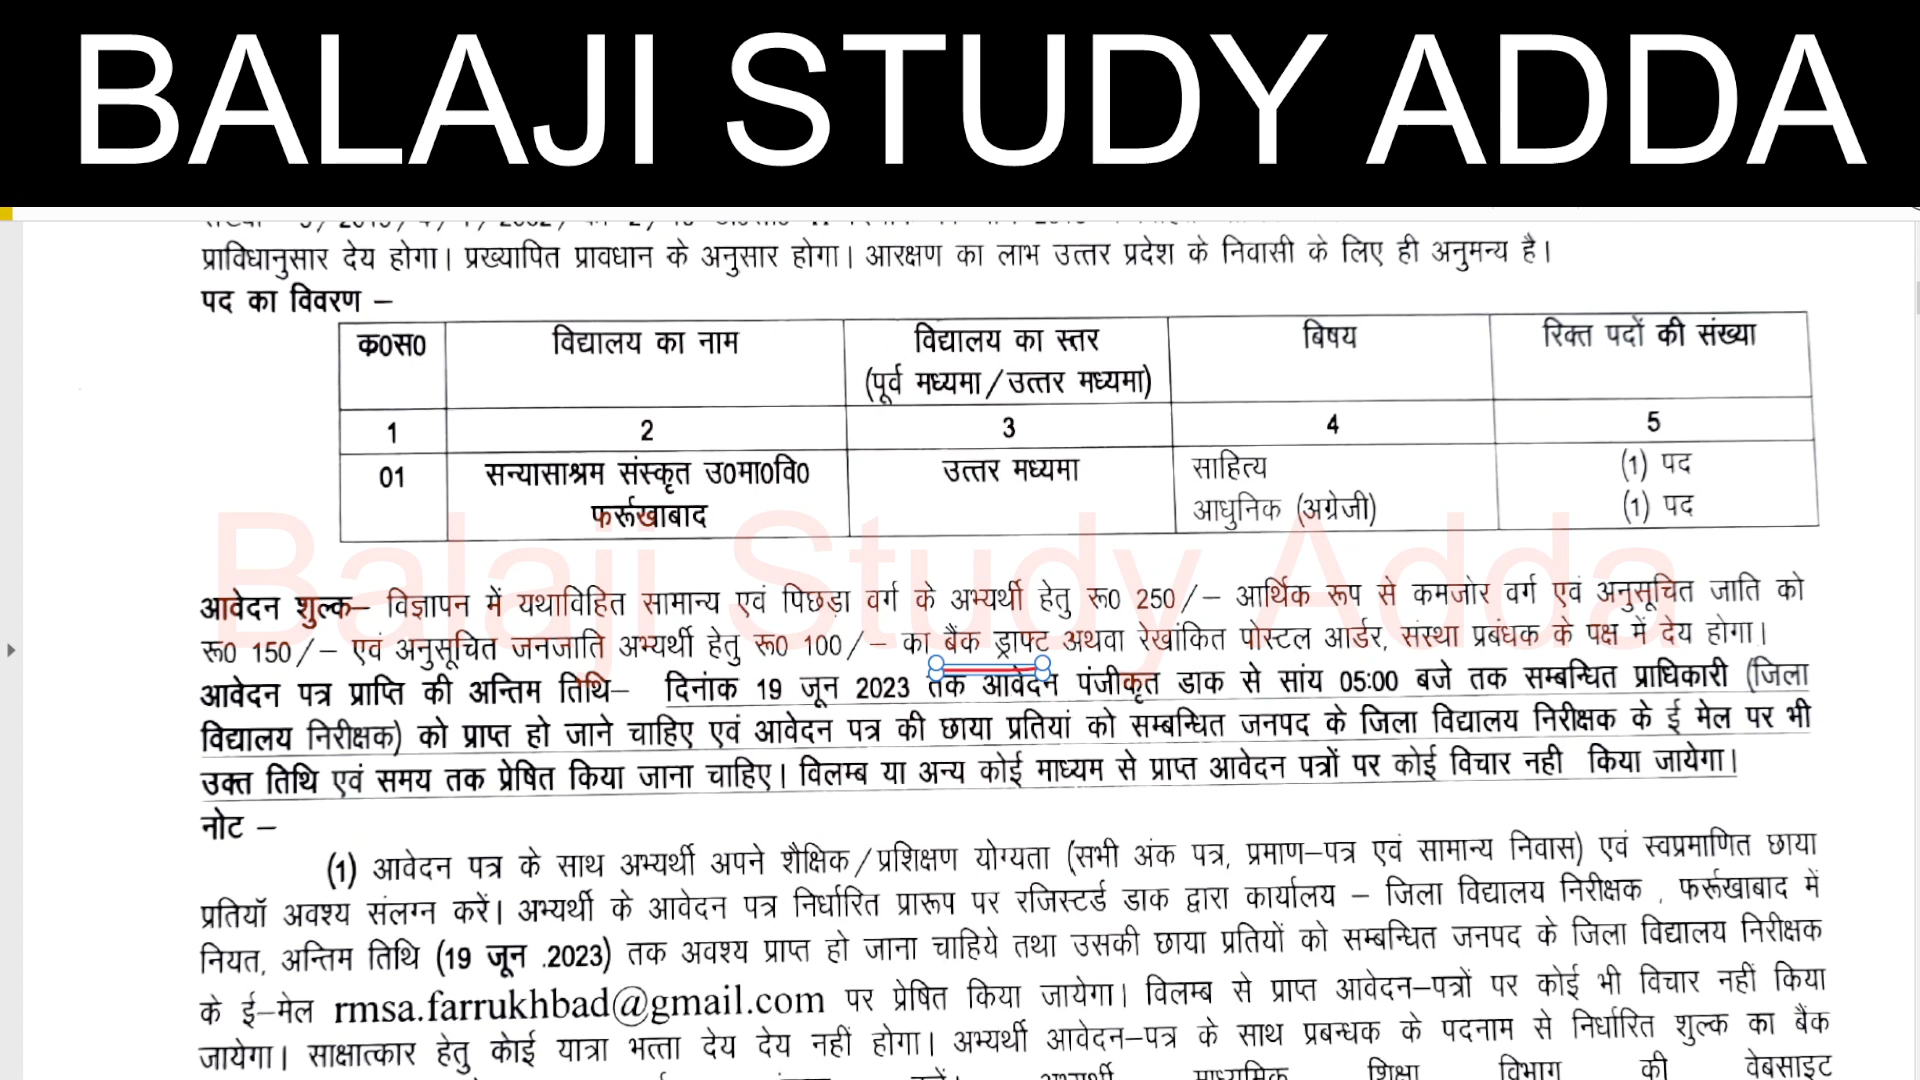 BALAJI STUDY ADDA
प्राविधानुसार देय होगा। प्रख्यापित प्रावधान के अनुसार होगा। आरक्षण का लाभ उत्तर प्रदेश के निवासी के लिए ही अनुमन्य है।
पद का विवरण –
क0स0 विद्यालय का नाम विद्यालय का स्तर (पूर्व मध्यमा/उत्तर मध्यमा) बिषय रिक्त पदों की संख्या
1 2 3 4 5
01 सन्यासाश्रम संस्कृत उ0मा0वि0 उत्तर मध्यमा साहित्य (1) पद
फर्रूखाबाद आधुनिक (अग्रेजी) (1) पद
Balaji Study Adda
आवेदन शुल्क– विज्ञापन में यथाविहित सामान्य एवं पिछड़ा वर्ग के अभ्यर्थी हेतु रू0 250/– आर्थिक रूप से कमजोर वर्ग एवं अनुसूचित जाति को
रू0 150/– एवं अनुसूचित जनजाति अभ्यर्थी हेतु रू0 100/– का बैंक ड्राफ्ट अथवा रेखांकित पोस्टल आर्डर, संस्था प्रबंधक के पक्ष में देय होगा।
आवेदन पत्र प्राप्ति की अन्तिम तिथि– दिनांक 19 जून 2023 तक आवेदन पंजीकृत डाक से सांय 05:00 बजे तक सम्बन्धित प्राधिकारी (जिला
विद्यालय निरीक्षक) को प्राप्त हो जाने चाहिए एवं आवेदन पत्र की छाया प्रतियां को सम्बन्धित जनपद के जिला विद्यालय निरीक्षक के ई मेल पर भी
उक्त तिथि एवं समय तक प्रेषित किया जाना चाहिए। विलम्ब या अन्य कोई माध्यम से प्राप्त आवेदन पत्रों पर कोई विचार नही किया जायेगा।
नोट –
(1) आवेदन पत्र के साथ अभ्यर्थी अपने शैक्षिक/प्रशिक्षण योग्यता (सभी अंक पत्र, प्रमाण–पत्र एवं सामान्य निवास) एवं स्वप्रमाणित छाया
प्रतियॉ अवश्य संलग्न करें। अभ्यर्थी के आवेदन पत्र निर्धारित प्रारूप पर रजिस्टर्ड डाक द्वारा कार्यालय – जिला विद्यालय निरीक्षक , फर्रूखाबाद में
नियत, अन्तिम तिथि (19 जून .2023) तक अवश्य प्राप्त हो जाना चाहिये तथा उसकी छाया प्रतियों को सम्बन्धित जनपद के जिला विद्यालय निरीक्षक
के ई–मेल rmsa.farrukhbad@gmail.com पर प्रेषित किया जायेगा। विलम्ब से प्राप्त आवेदन–पत्रों पर कोई भी विचार नहीं किया
जायेगा। साक्षात्कार हेतु कोई यात्रा भत्ता देय देय नहीं होगा। अभ्यर्थी आवेदन–पत्र के साथ प्रबन्धक के पदनाम से निर्धारित शुल्क का बैंक
अभ्यर्थी माध्यमिक शिक्षा विभाग की वेबसाइट